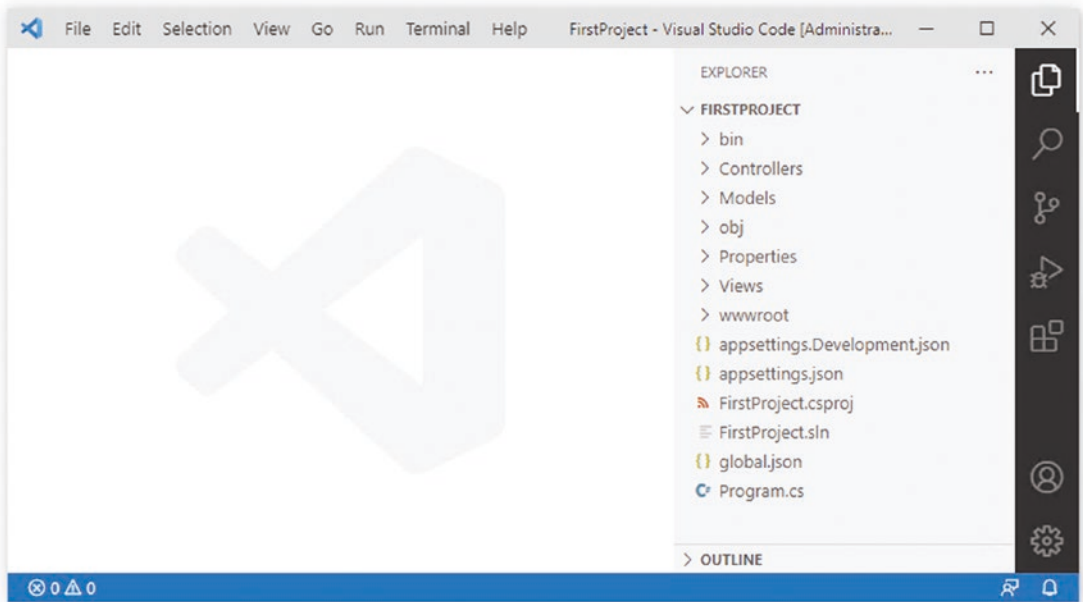 File Edit Selection View Go Run Terminal Help FirstProject - Visual Studio Code [Administra...
EXPLORER ...
FIRSTPROJECT
bin
Controllers
Models
obj
Properties
Views
wwwroot
{} appsettings.Development.json
{} appsettings.json
FirstProject.csproj
FirstProject.sln
{} global.json
C# Program.cs
OUTLINE
0 0